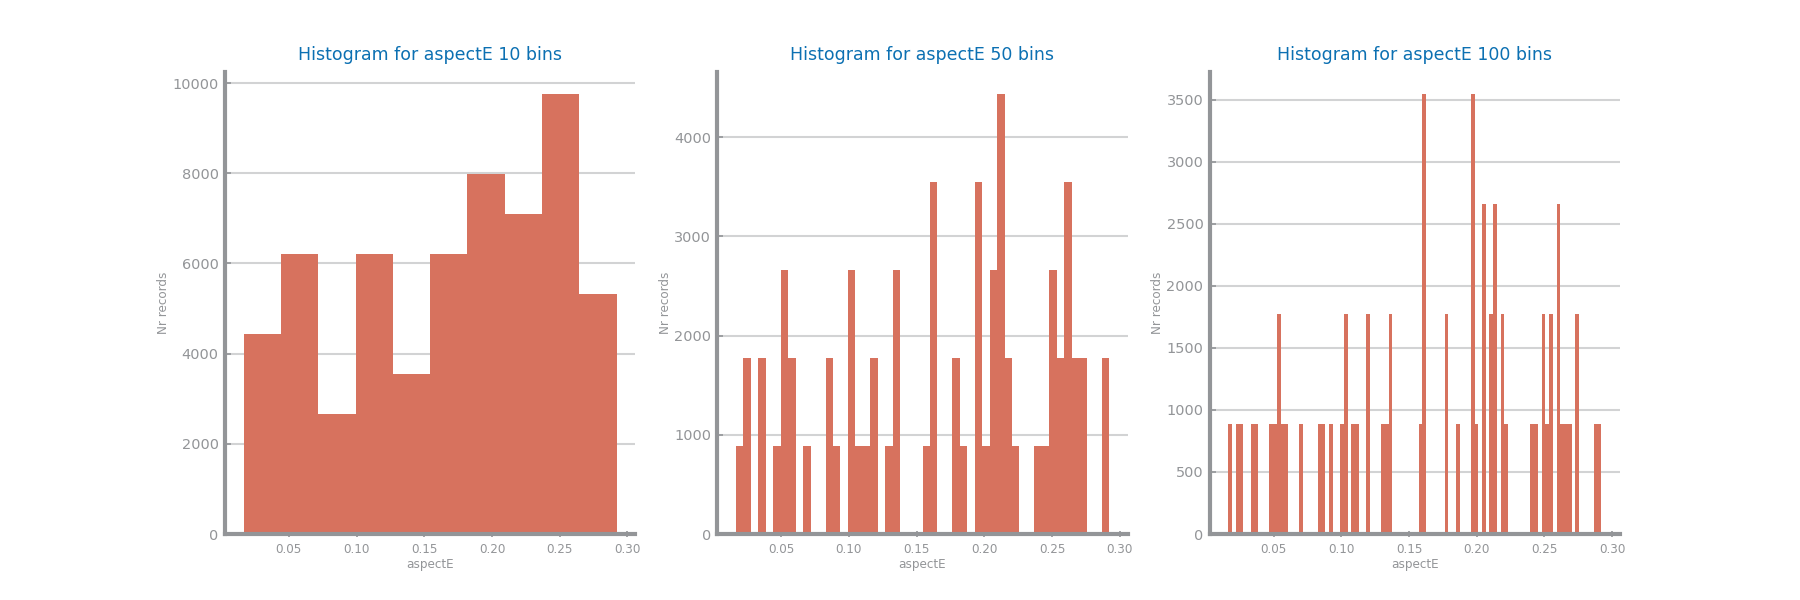 Histogram for aspectE 10 bins
Nr records
10000
8000
6000
4000
2000
0
0.05 0.10 0.15 0.20 0.25 0.30
aspectE
Histogram for aspectE 50 bins
Nr records
4000
3000
2000
1000
0
0.05 0.10 0.15 0.20 0.25 0.30
aspectE
Histogram for aspectE 100 bins
Nr records
3500
3000
2500
2000
1500
1000
500
0
0.05 0.10 0.15 0.20 0.25 0.30
aspectE